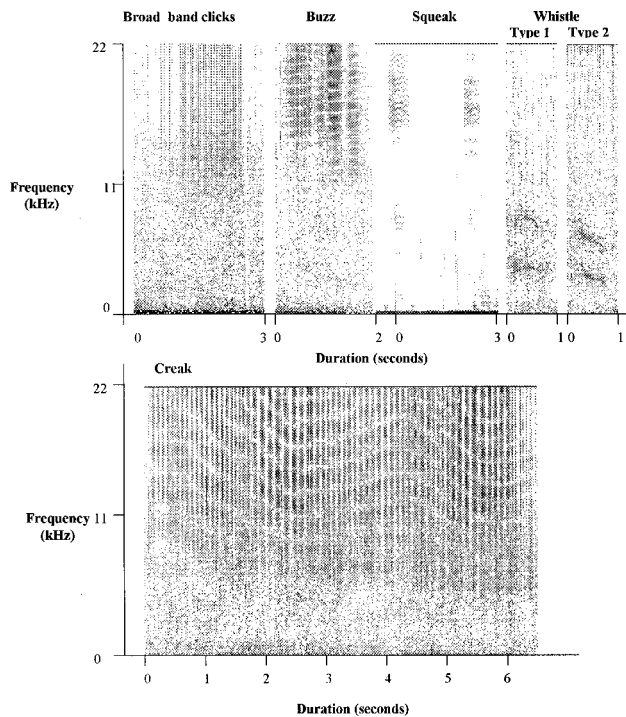 Broad band clicks Buzz Squeak Whistle
Type 1 Type 2
22
Frequency
(kHz)
11
0
0 3 0 2 0 3 0 1 0 1
Duration (seconds)
Creak
22
Frequency
(kHz)
11
0
0 1 2 3 4 5 6
Duration (seconds)